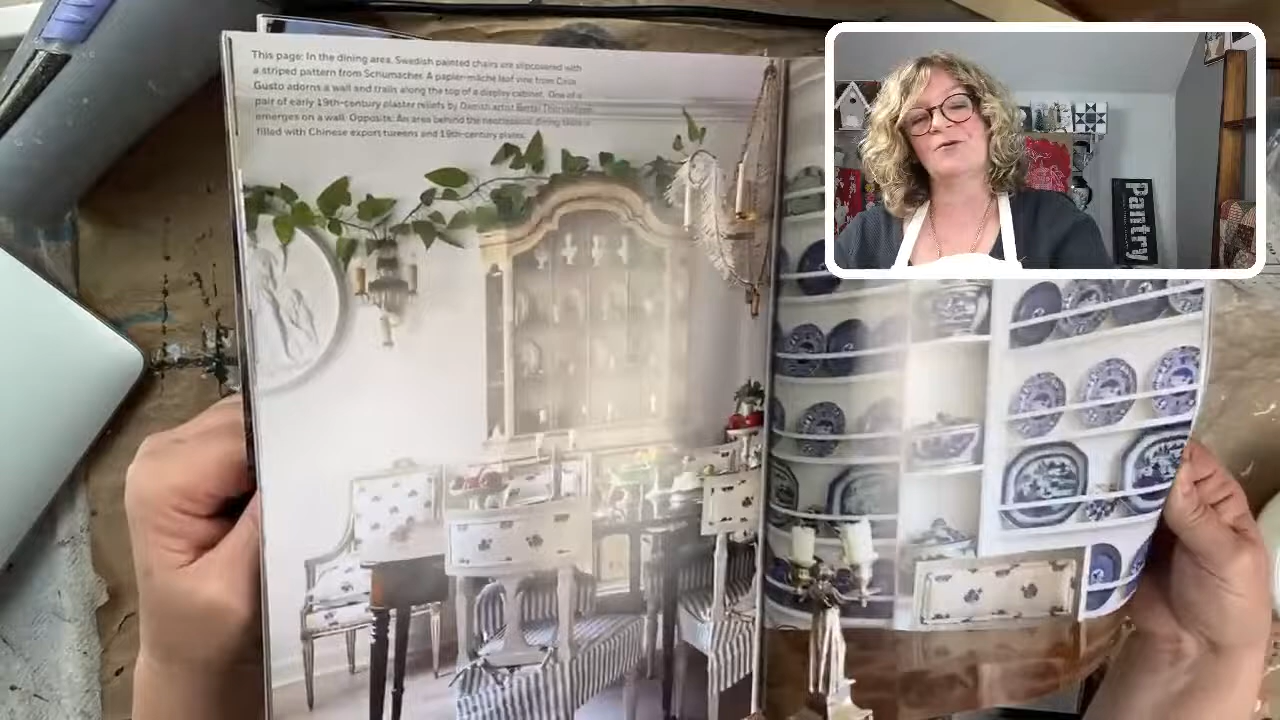 This page: In the dining area, Swedish painted chairs are slipcovered with
a striped pattern from Schumacher. A papier-mâché leaf vine from Casa
Gusto adorns a wall and trails along the top of a display cabinet. One of a
pair of early 19th-century plaster reliefs by Danish artist Bertel Thorvaldsen
emerges on a wall. Opposite: An area behind the neoclassical dining table is
filled with Chinese export tureens and 19th-century plates.
Pantry